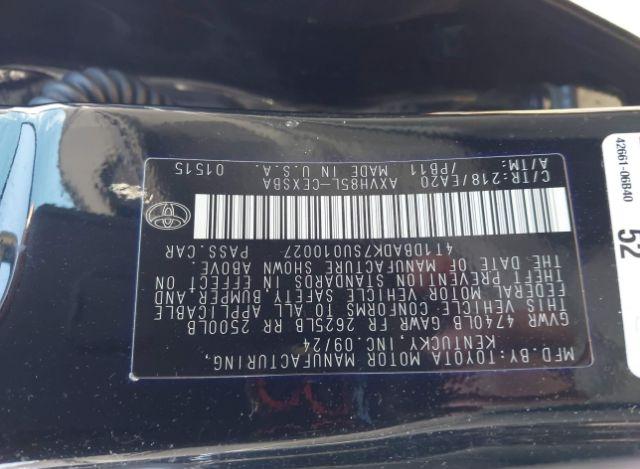 MFD.BY:TOYOTA MOTOR MANUFACTURING,
KENTUCKY, INC. 09/24
GVWR 4740LB GAWR FR 2625LB RR 2500LB
THIS VEHICLE CONFORMS TO ALL APPLICABLE
FEDERAL MOTOR VEHICLE SAFETY, BUMPER, AND
THEFT PREVENTION STANDARDS IN EFFECT ON
THE DATE OF MANUFACTURE SHOWN ABOVE.
4T1DBADK7SU010027 PASS.CAR
C/TR:218/EA20 AXVH85L-CEXSBA
A/TM: /PB11 MADE IN U.S.A. 01515
42661-06B40
52